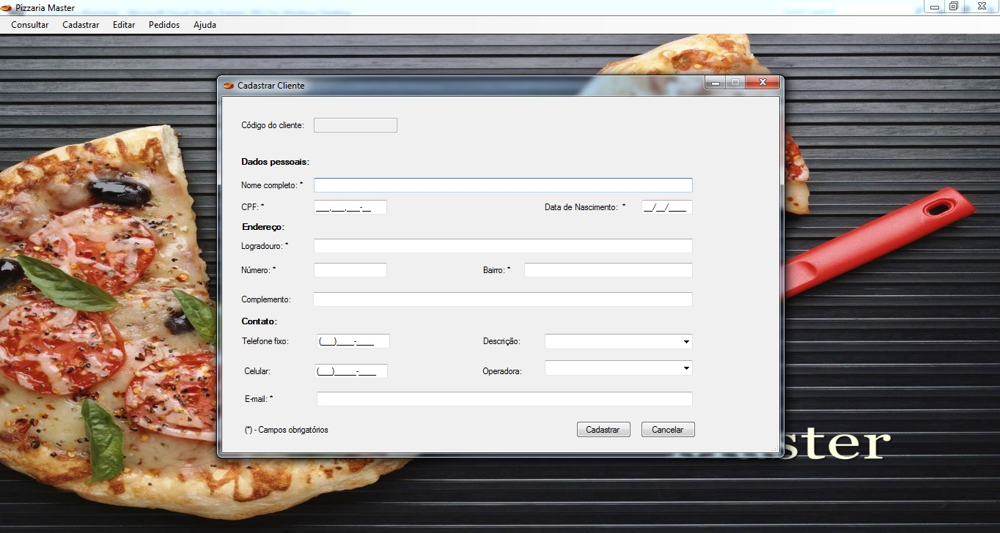 Pizzaria Master
Consultar Cadastrar Editar Pedidos Ajuda
Cadastrar Cliente
Código do cliente:
Dados pessoais:
Nome completo: *
CPF: * ___.___.___-__ Data de Nascimento: * __/__/____
Endereço:
Logradouro: *
Número: * Bairro: *
Complemento:
Contato:
Telefone fixo: (___)____-____ Descrição:
Celular: (___)_____-____ Operadora:
E-mail: *
(*) - Campos obrigatórios Cadastrar Cancelar